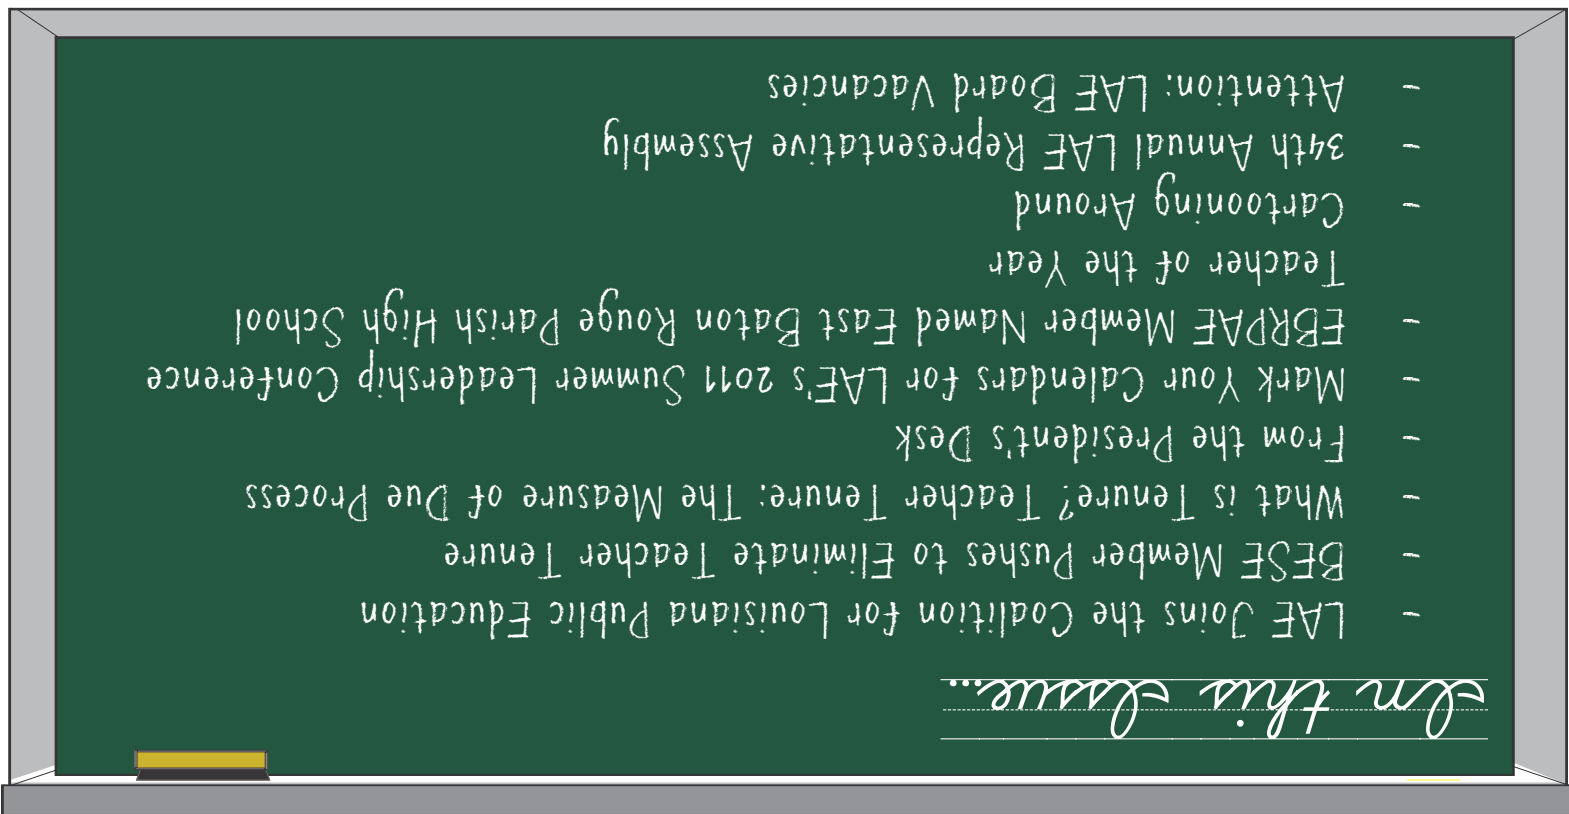 In this Issue...
- LAE Joins the Coalition for Louisiana Public Education
- BESE Member Pushes to Eliminate Teacher Tenure
- What is Tenure? Teacher Tenure: The Measure of Due Process
- From the President's Desk
- Mark Your Calendars for LAE's 2011 Summer Leadership Conference
- EBRPAE Member Named East Baton Rouge Parish High School
Teacher of the Year
- Cartooning Around
- 34th Annual LAE Representative Assembly
- Attention: LAE Board Vacancies